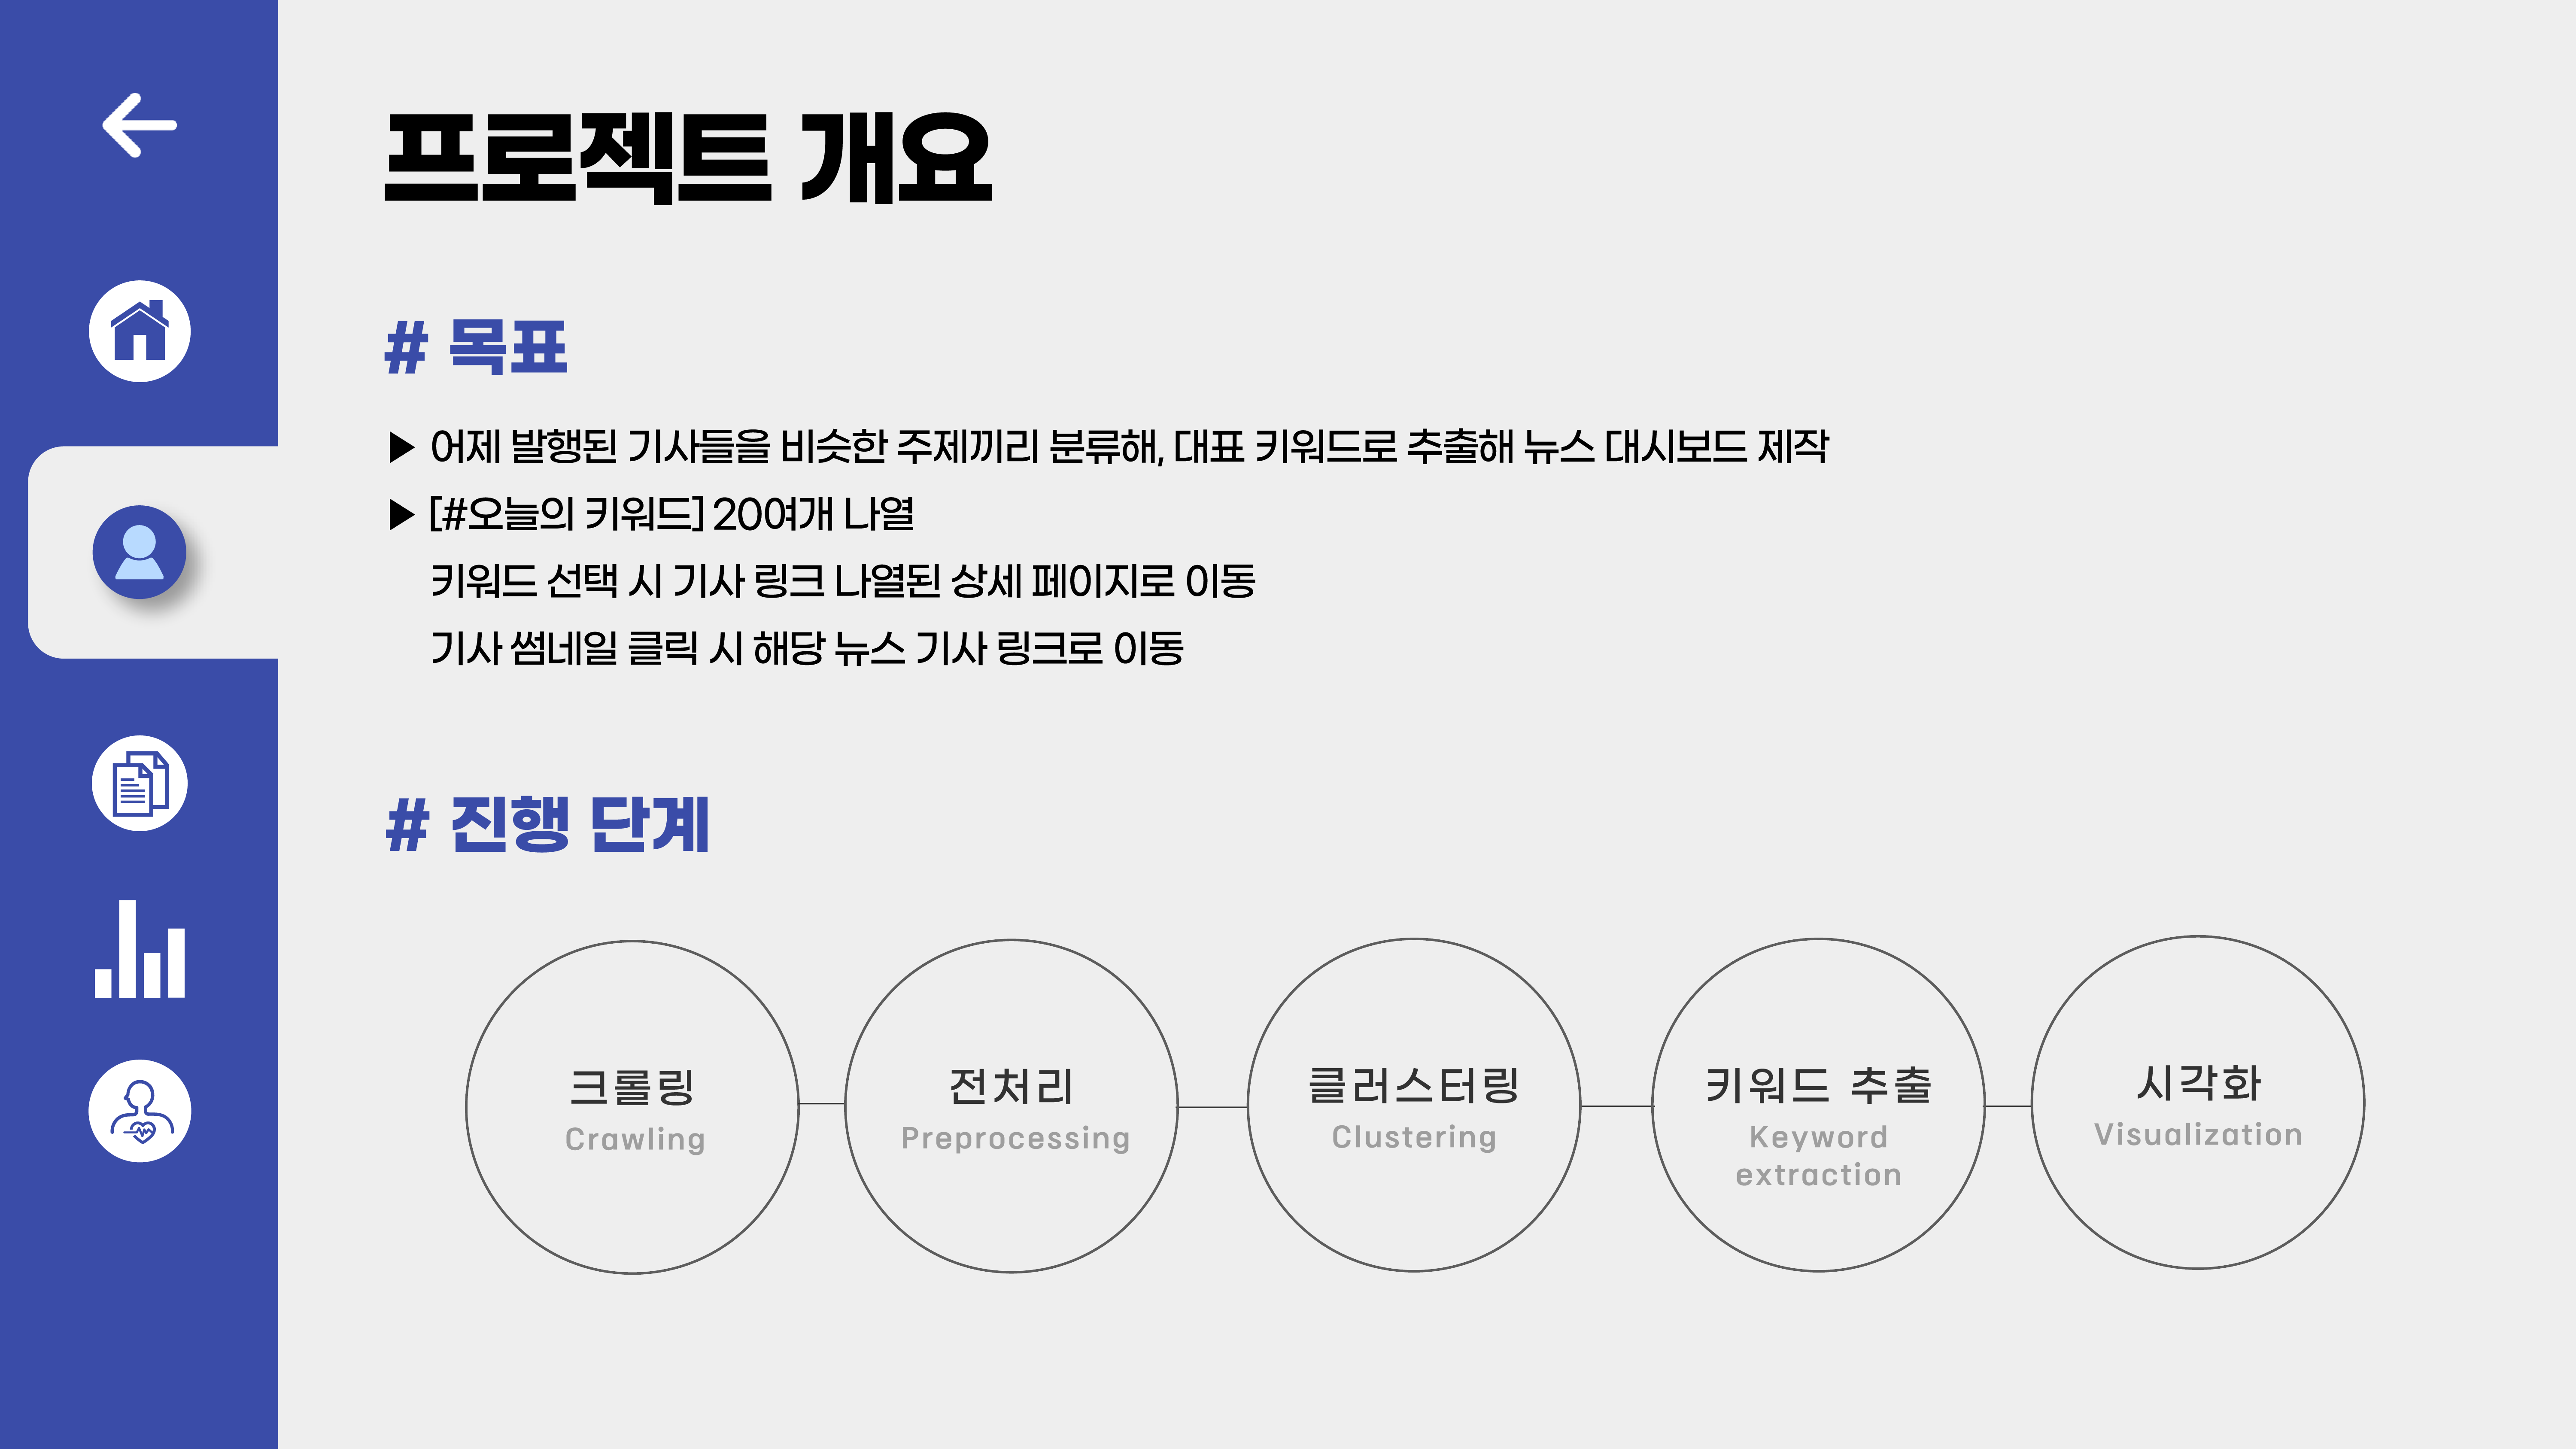 프로젝트 개요
# 목표
▶ 어제 발행된 기사들을 비슷한 주제끼리 분류해, 대표 키워드로 추출해 뉴스 대시보드 제작
▶ [#오늘의 키워드] 20여개 나열
키워드 선택 시 기사 링크 나열된 상세 페이지로 이동
기사 썸네일 클릭 시 해당 뉴스 기사 링크로 이동
# 진행 단계
크롤링
Crawling
전처리
Preprocessing
클러스터링
Clustering
키워드 추출
Keyword
extraction
시각화
Visualization